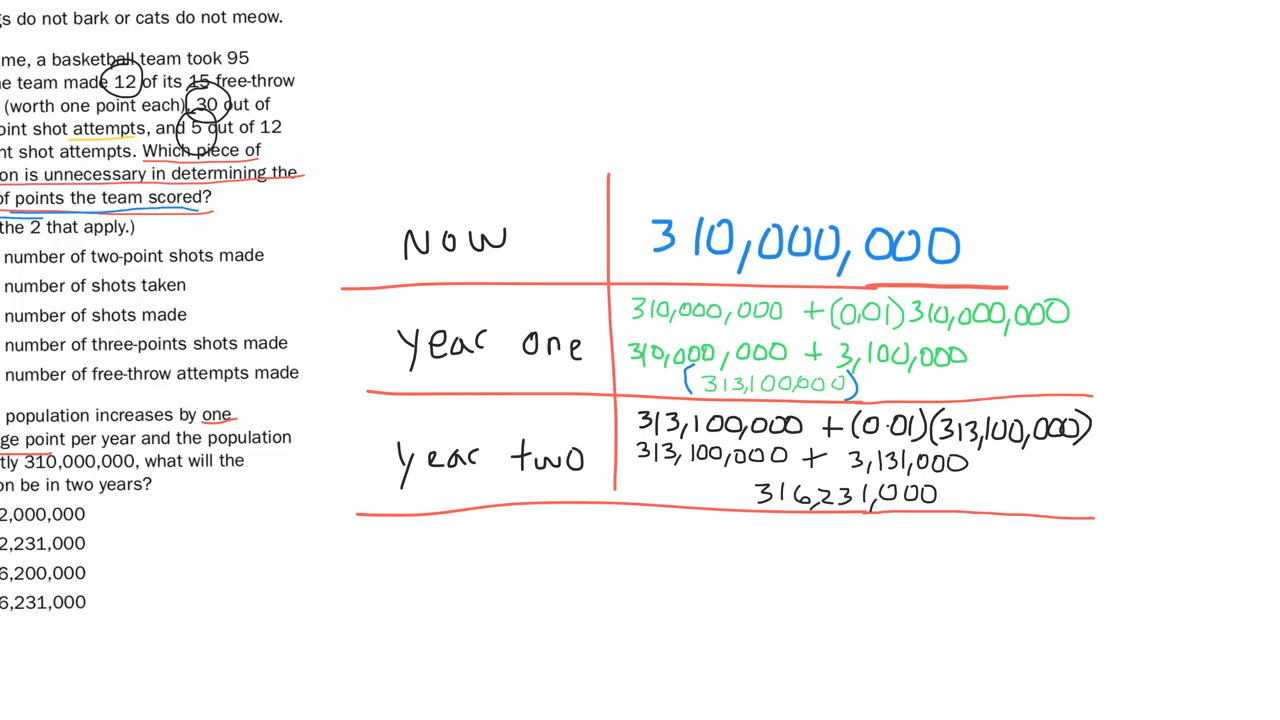 gs do not bark or cats do not meow.
me, a basketball team took 95
e team made 12 of its 15 free-throw
(worth one point each), 30 out of
oint shot attempts, and 5 out of 12
nt shot attempts. Which piece of
on is unnecessary in determining the
of points the team scored?
the 2 that apply.)
number of two-point shots made
number of shots taken
number of shots made
number of three-points shots made
number of free-throw attempts made
population increases by one
ge point per year and the population
tly 310,000,000, what will the
on be in two years?
2,000,000
2,231,000
6,200,000
6,231,000
NOW 310,000,000
year one 310,000,000 + (0.01) 310,000,000
310,000,000 + 3,100,000
(313,100,000)
year two 313,100,000 + (0.01)(313,100,000)
313,100,000 + 3,131,000
316,231,000